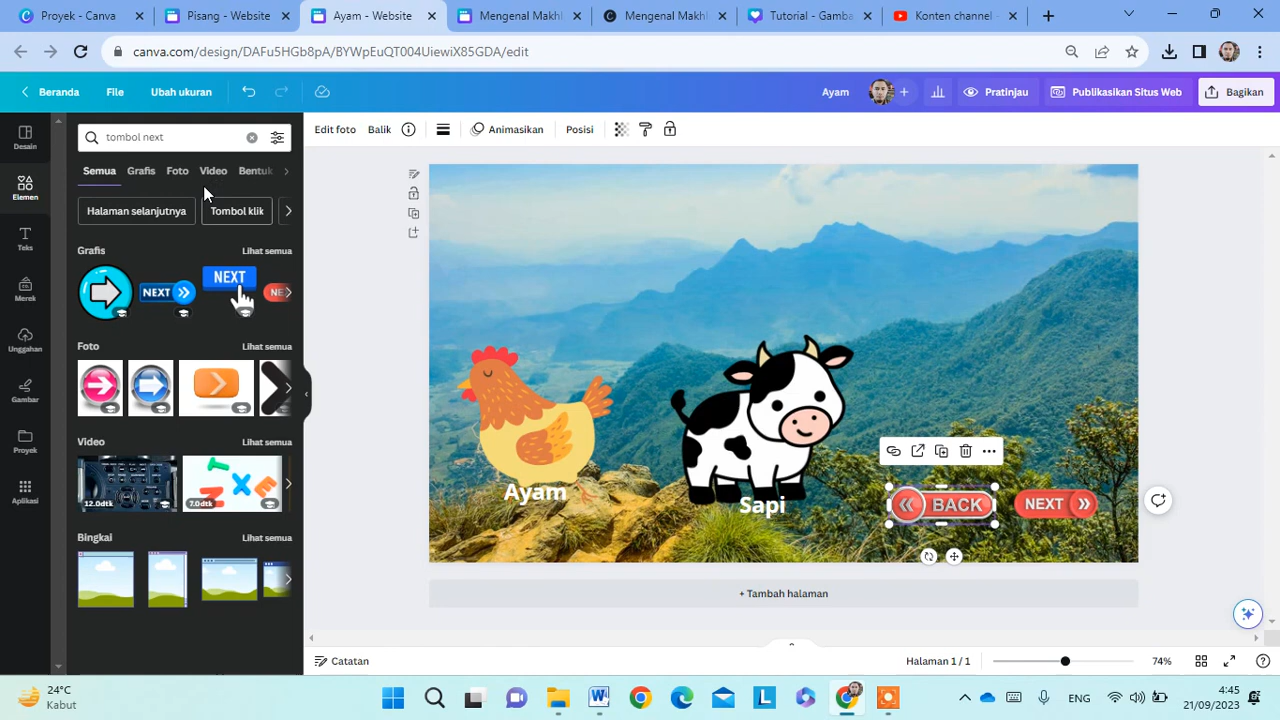 Proyek - Canva
Pisang - Website
Ayam - Website
Mengenal Makhl
Mengenal Makhl
Tutorial - Gamba
Konten channel -
canva.com/design/DAFu5HGb8pA/BYWpEuQT004UiewiX85GDA/edit
Beranda
File
Ubah ukuran
Ayam
Pratinjau
Publikasikan Situs Web
Bagikan
Desain
Elemen
Teks
Merek
Unggahan
Gambar
Proyek
Aplikasi
tombol next
Semua
Grafis
Foto
Video
Bentuk
Halaman selanjutnya
Tombol klik
Grafis
Lihat semua
NEXT
NEXT
NE
Foto
Lihat semua
Video
Lihat semua
12.0dtk
7.0dtk
Bingkai
Lihat semua
Edit foto
Balik
Animasikan
Posisi
Ayam
Sapi
BACK
NEXT
+ Tambah halaman
Catatan
Halaman 1 / 1
74%
24°C
Kabut
ENG
4:45
21/09/2023